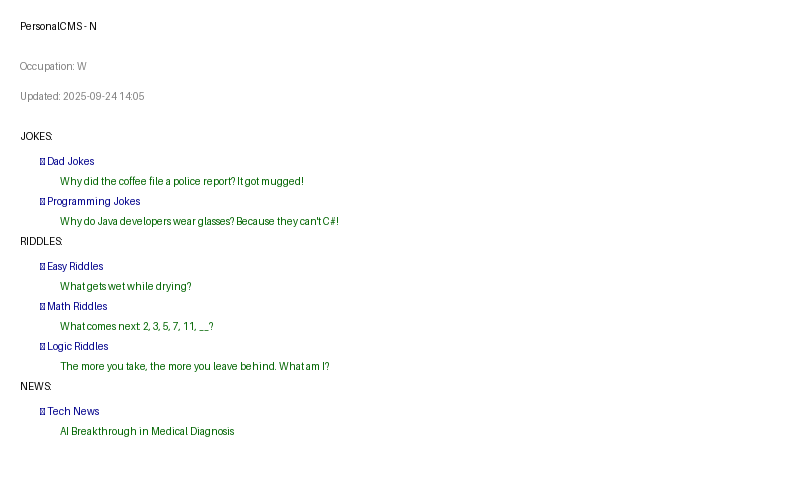 PersonalCMS - N
Occupation: W
Updated: 2025-09-24 14:05
JOKES:
Dad Jokes
Why did the coffee file a police report? It got mugged!
Programming Jokes
Why do Java developers wear glasses? Because they can't C#!
RIDDLES:
Easy Riddles
What gets wet while drying?
Math Riddles
What comes next: 2, 3, 5, 7, 11, __?
Logic Riddles
The more you take, the more you leave behind. What am I?
NEWS:
Tech News
AI Breakthrough in Medical Diagnosis